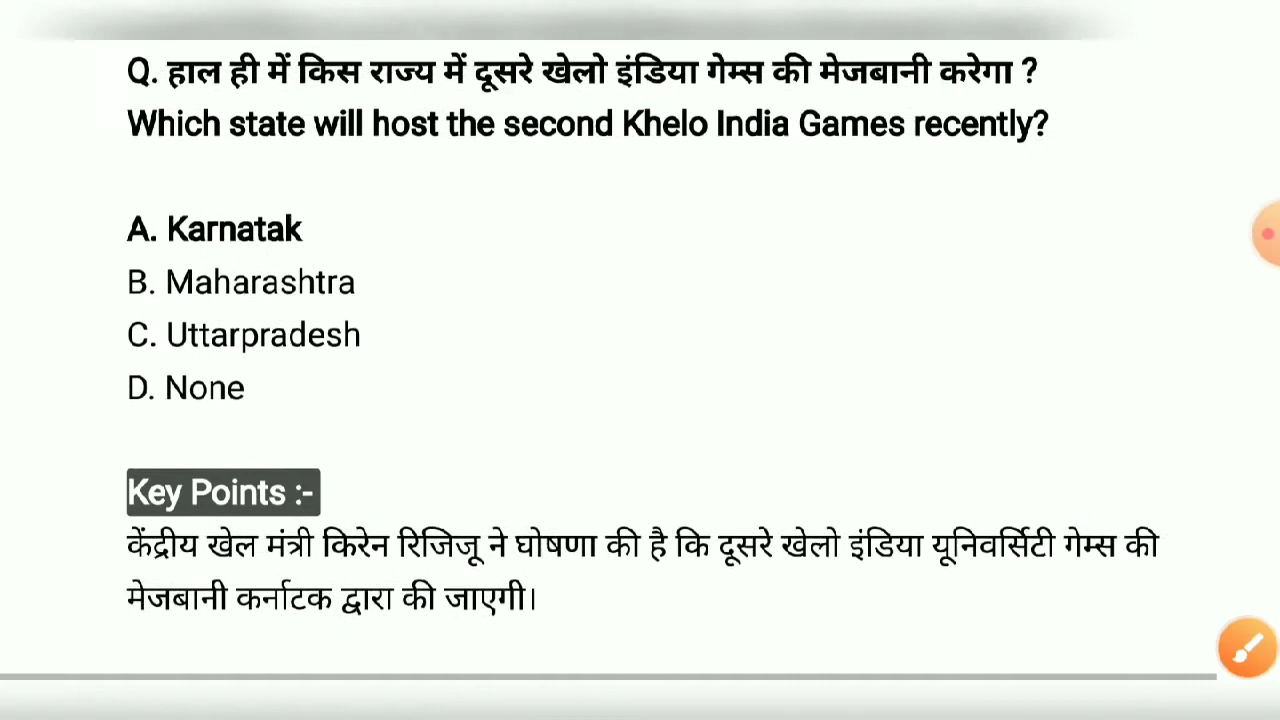 Q. हाल ही में किस राज्य में दूसरे खेलो इंडिया गेम्स की मेजबानी करेगा ?
Which state will host the second Khelo India Games recently?
A. Karnatak
B. Maharashtra
C. Uttarpradesh
D. None
Key Points :-
केंद्रीय खेल मंत्री किरेन रिजिजू ने घोषणा की है कि दूसरे खेलो इंडिया यूनिवर्सिटी गेम्स की
मेजबानी कर्नाटक द्वारा की जाएगी।